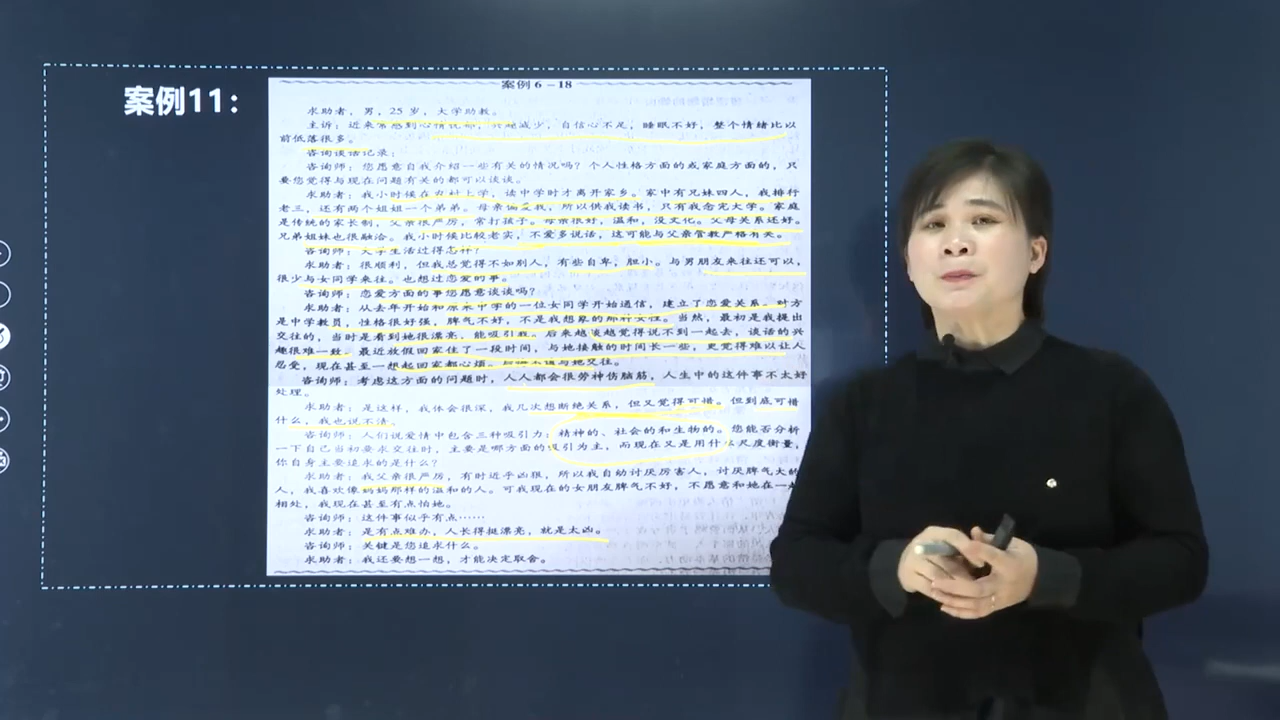 案例11：
案例 6 －18
求助者，男，25 岁，大学助教。
主诉：近来常感到心情忧郁，兴趣减少，自信心不足，睡眠不好，整个情绪比以
前低落很多。
咨询谈话记录：
咨询师：您愿意自我介绍一些有关的情况吗？个人性格方面的或家庭方面的，只
要您觉得与现在问题有关的都可以谈谈。
求助者：我小时候在农村上学，读中学时才离开家乡。家中有兄妹四人，我排行
老三，还有两个姐姐一个弟弟。母亲偏爱我，所以供我读书，只有我念完大学。家庭
是传统的家长制，父亲很严厉，常打孩子。母亲很好，温和，没文化。父母关系还好。
兄弟姐妹也很融洽。我小时候比较老实，不爱多说话，这可能与父亲管教严格有关。
咨询师：大学生活过得怎样？
求助者：很顺利，但我总觉得不如别人，有些自卑，胆小。与男朋友来往还可以，
很少与女同学来往。也想过恋爱的事。
咨询师：恋爱方面的事您愿意谈谈吗？
求助者：从去年开始和原来中学的一位女同学开始通信，建立了恋爱关系。对方
是中学教员，性格很好强，脾气不好，不是我想象的那种女性。当然，最初是我提出
交往的，当时是看到她很漂亮，能吸引我。后来越谈越觉得说不到一起去，谈话的兴
趣很难一致。最近放假回家住了一段时间，与她接触的时间长一些，更觉得难以让人
忍受，现在甚至一想起回家都心烦。后悔不该与她交往。
咨询师：考虑这方面的问题时，人人都会很劳神伤脑筋，人生中的这件事不太好
处理。
求助者：是这样，我体会很深，我几次想断绝关系，但又觉得可惜。但到底可惜
什么，我也说不清。
咨询师：人们说爱情中包含三种吸引力：精神的、社会的和生物的。您能否分析
一下自己当初要求交往时，主要是哪方面的吸引为主，而现在又是用什么尺度衡量，
你自身主要追求的是什么？
求助者：我父亲很严厉，有时近乎凶狠，所以我自动讨厌厉害人，讨厌脾气大的
人，我喜欢像妈妈那样的温和的人。可我现在的女朋友脾气不好，不愿意和她在一起
相处，我现在甚至有点怕她。
咨询师：这件事似乎有点……
求助者：是有点难办，人长得挺漂亮，就是太凶。
咨询师：关键是您追求什么。
求助者：我还要想一想，才能决定取舍。